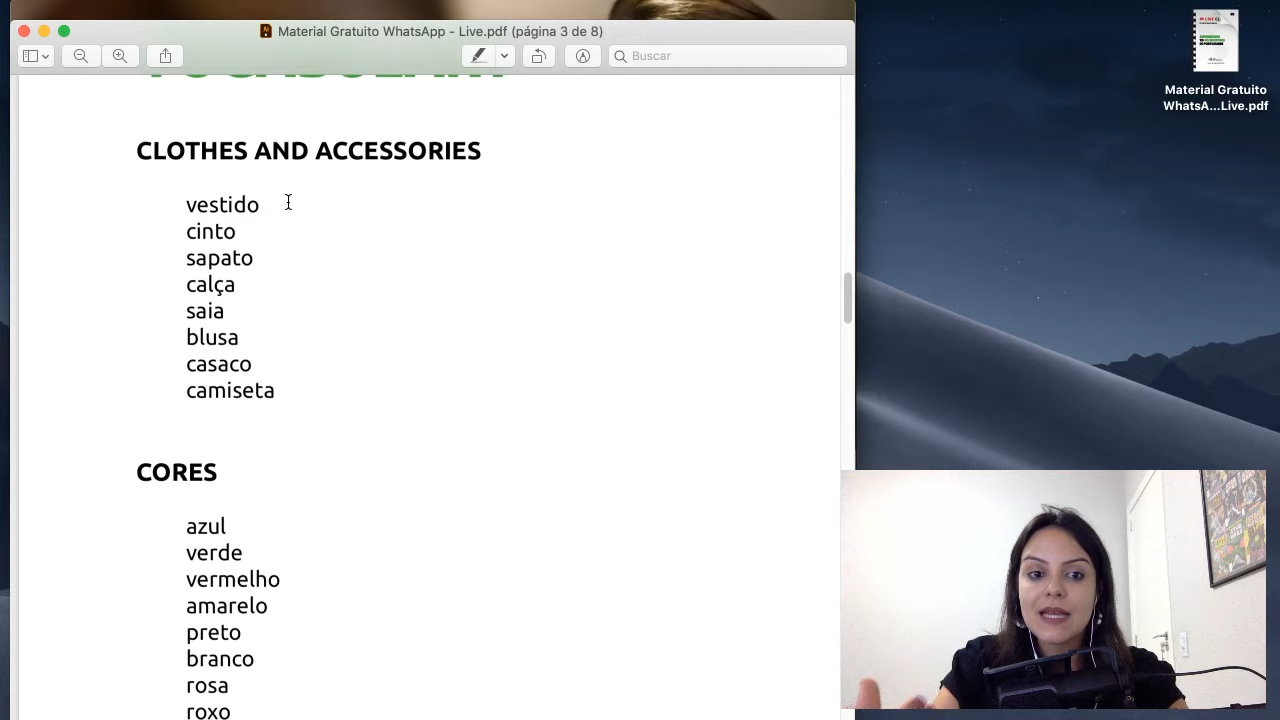 Material Gratuito WhatsApp - Live.pdf (página 3 de 8)
Buscar
Material Gratuito
WhatsA...Live.pdf
VOCABULARY
CLOTHES AND ACCESSORIES
vestido
cinto
sapato
calça
saia
blusa
casaco
camiseta
CORES
azul
verde
vermelho
amarelo
preto
branco
rosa
roxo